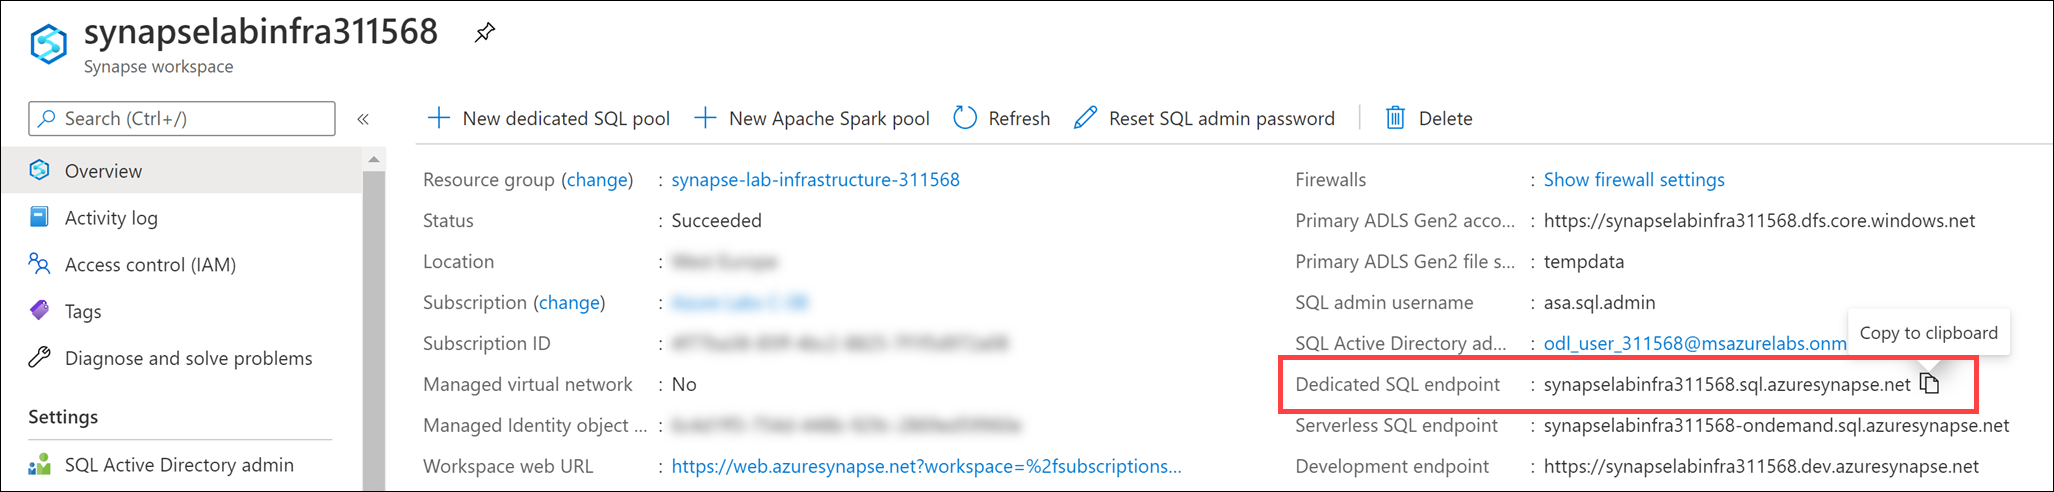 synapselabinfra311568
Synapse workspace
Search (Ctrl+/)
«
New dedicated SQL pool
New Apache Spark pool
Refresh
Reset SQL admin password
Delete
Overview
Activity log
Access control (IAM)
Tags
Diagnose and solve problems
Settings
SQL Active Directory admin
Resource group (change) : synapse-lab-infrastructure-311568
Status : Succeeded
Location :
Subscription (change) :
Subscription ID :
Managed virtual network : No
Managed Identity object ... :
Workspace web URL : https://web.azuresynapse.net?workspace=%2fsubscriptions...
Firewalls : Show firewall settings
Primary ADLS Gen2 acco... : https://synapselabinfra311568.dfs.core.windows.net
Primary ADLS Gen2 file s... : tempdata
SQL admin username : asa.sql.admin
Copy to clipboard
SQL Active Directory ad... : odl_user_311568@msazurelabs.onm
Dedicated SQL endpoint : synapselabinfra311568.sql.azuresynapse.net
Serverless SQL endpoint : synapselabinfra311568-ondemand.sql.azuresynapse.net
Development endpoint : https://synapselabinfra311568.dev.azuresynapse.net